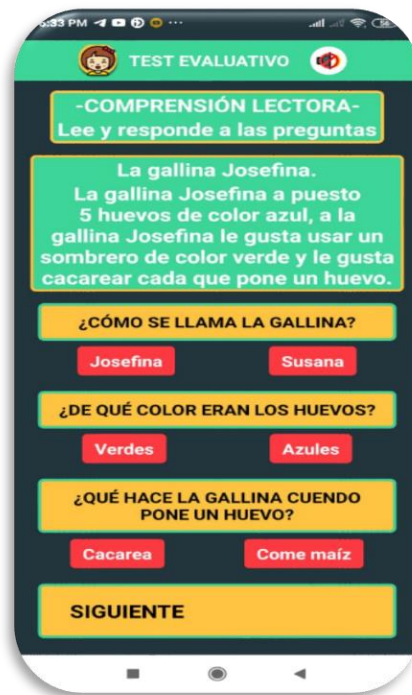 :33 PM
TEST EVALUATIVO
-COMPRENSIÓN LECTORA-
Lee y responde a las preguntas
La gallina Josefina.
La gallina Josefina a puesto
5 huevos de color azul, a la
gallina Josefina le gusta usar un
sombrero de color verde y le gusta
cacarear cada que pone un huevo.
¿CÓMO SE LLAMA LA GALLINA?
Josefina Susana
¿DE QUÉ COLOR ERAN LOS HUEVOS?
Verdes Azules
¿QUÉ HACE LA GALLINA CUENDO
PONE UN HUEVO?
Cacarea Come maíz
SIGUIENTE